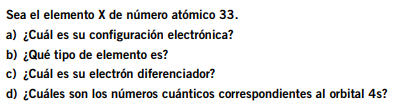 Sea el elemento X de número atómico 33.
a) ¿Cuál es su configuración electrónica?
b) ¿Qué tipo de elemento es?
c) ¿Cuál es su electrón diferenciador?
d) ¿Cuáles son los números cuánticos correspondientes al orbital 4s?